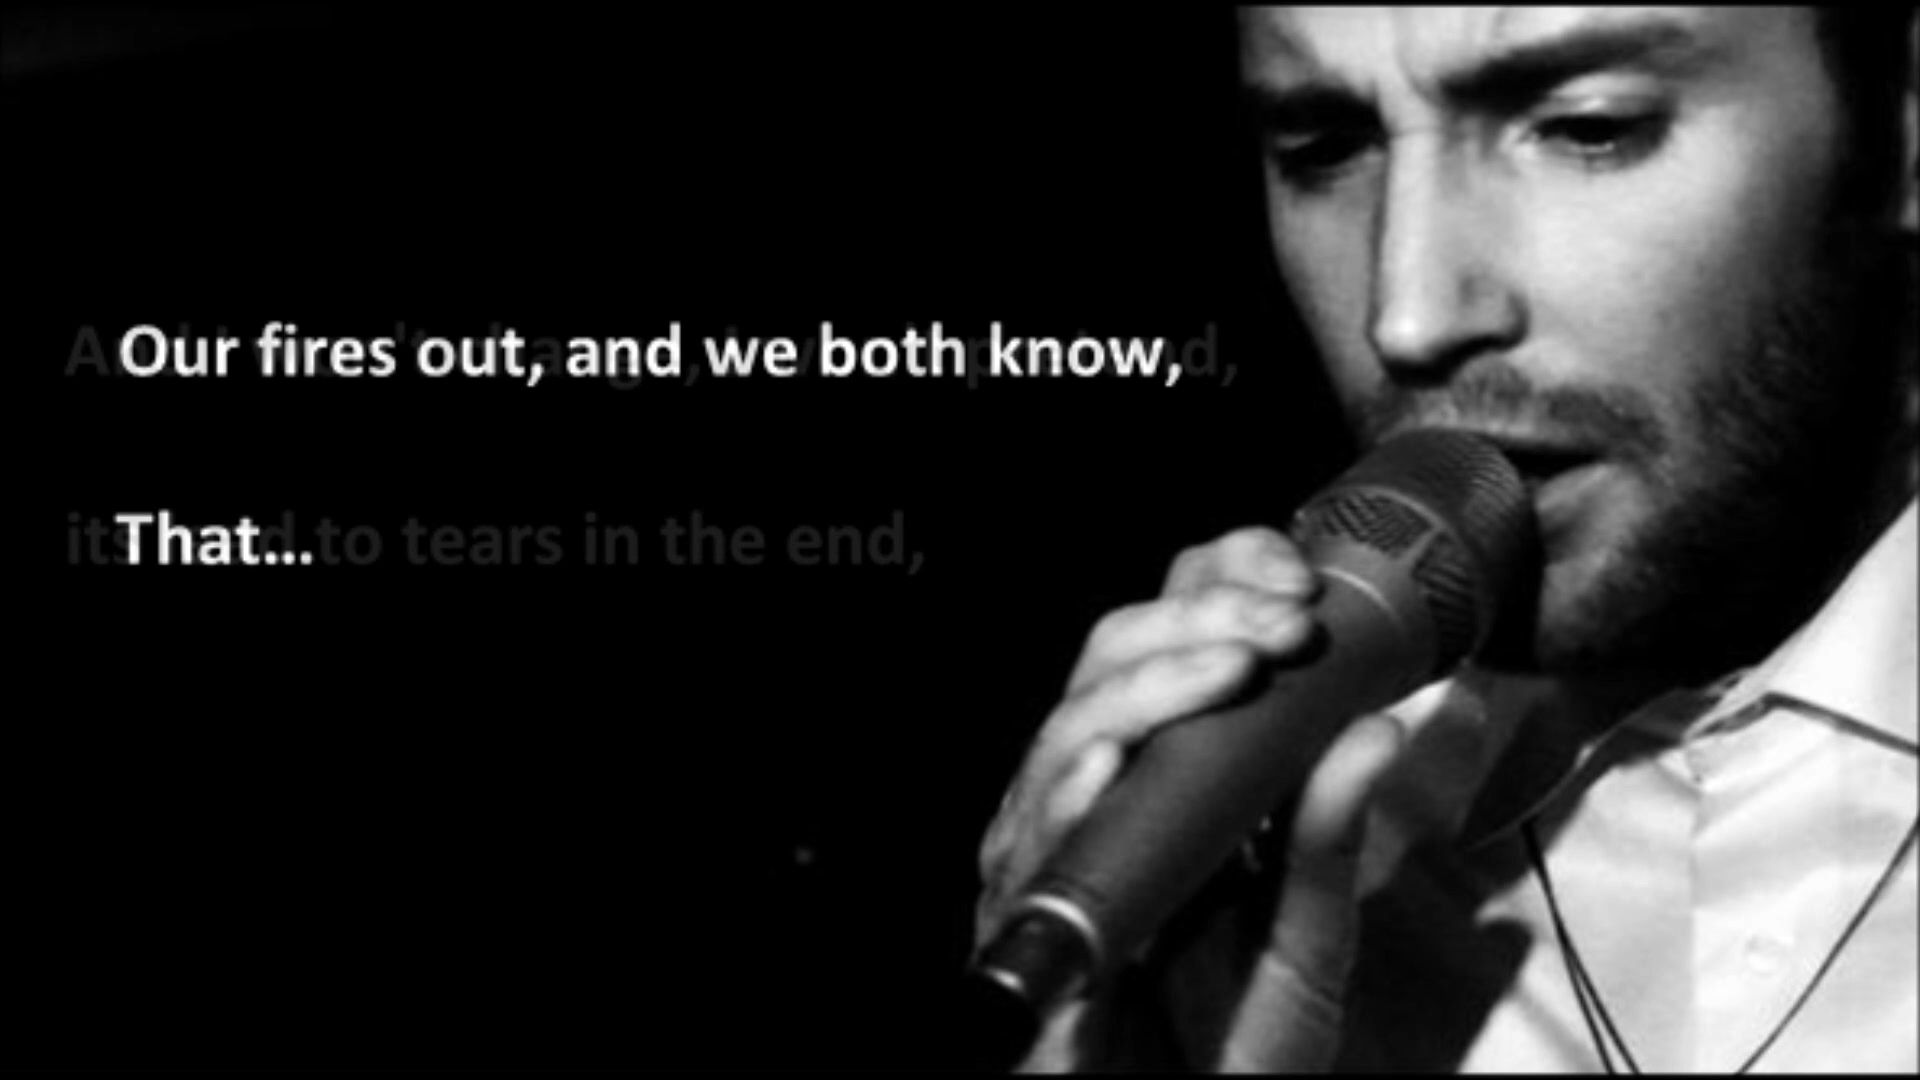 Our fires out, and we both know,
That...
to tears in the end,